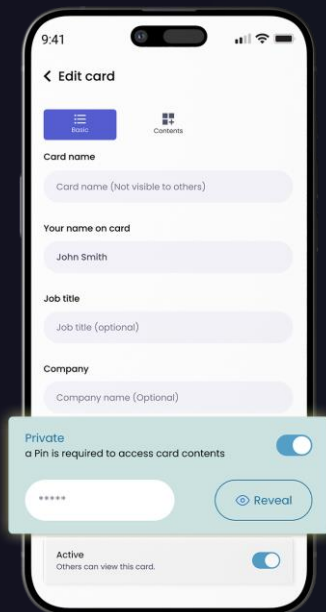 9:41
Edit card
Basic
Contents
Card name
Card name (Not visible to others)
Your name on card
John Smith
Job title
Job title (optional)
Company
Company name (Optional)
Private
a Pin is required to access card contents
*****
Reveal
Active
Others can view this card.